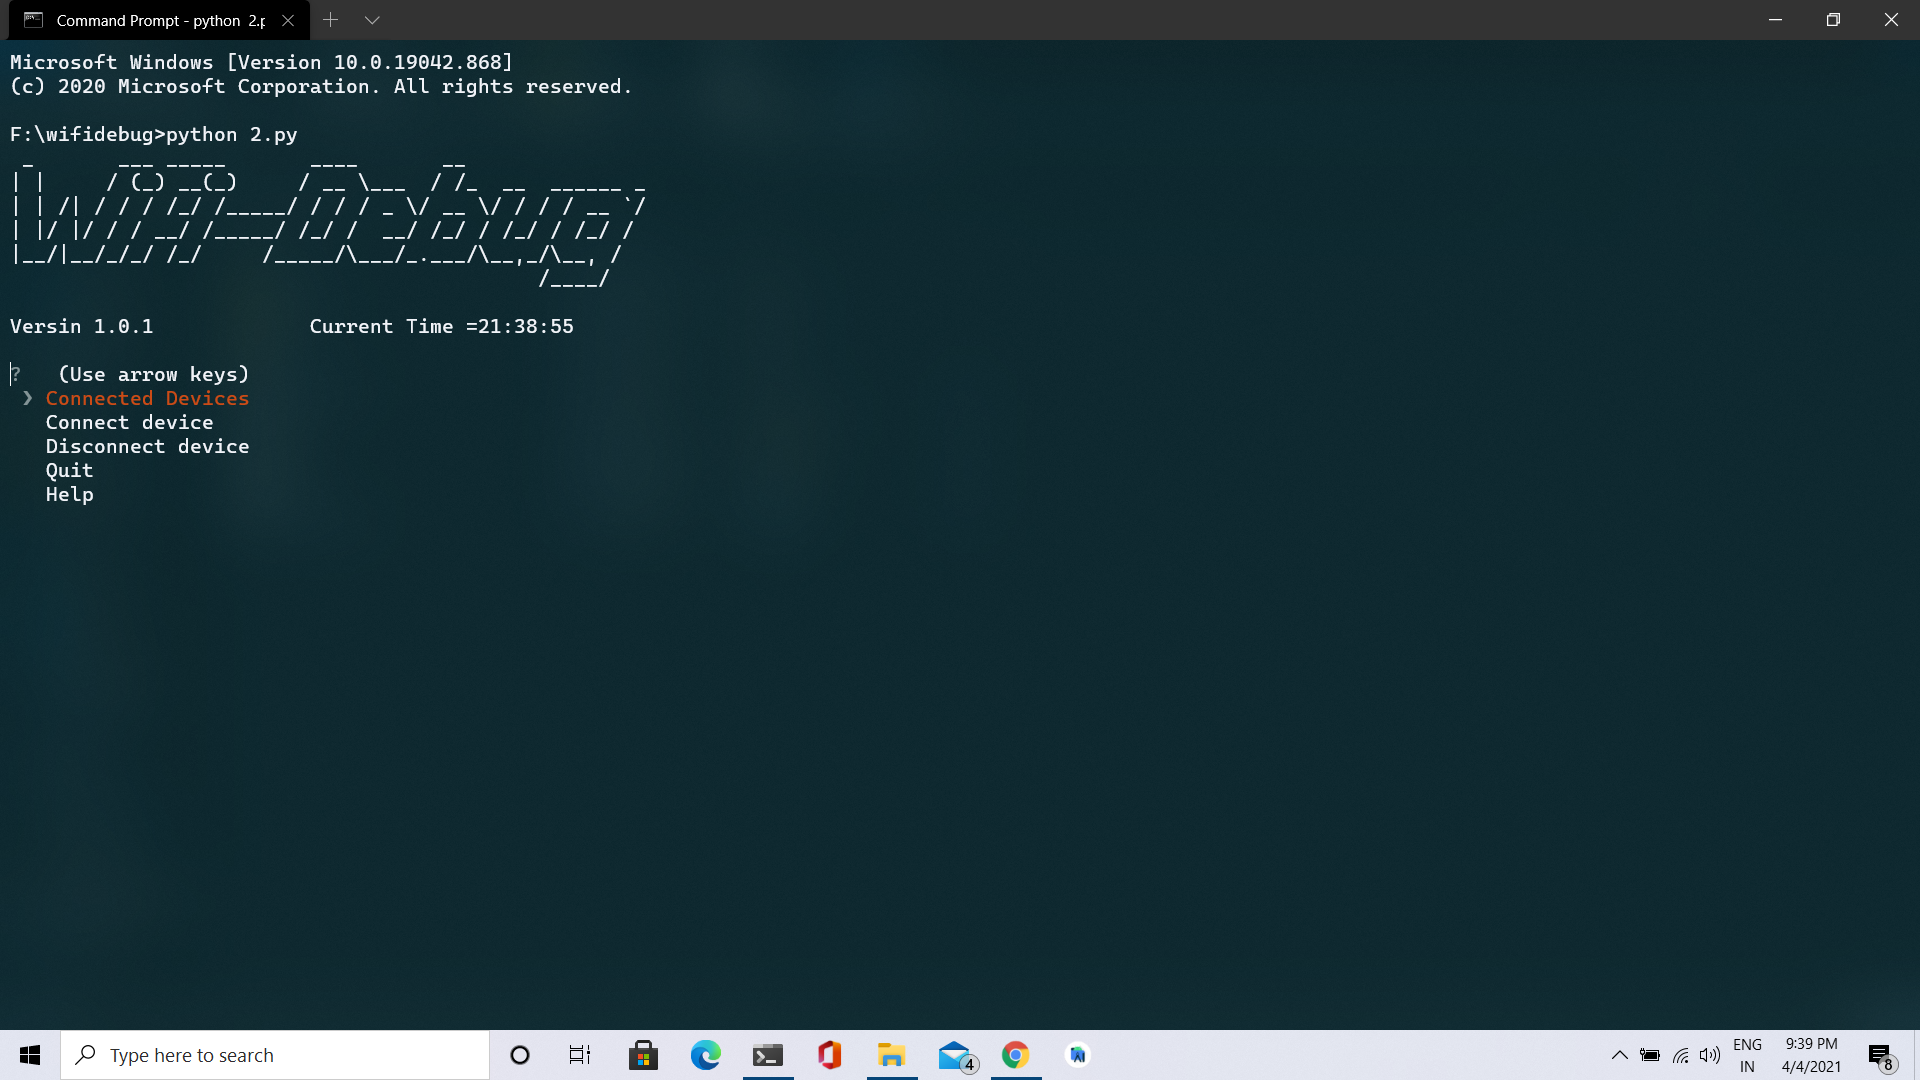 Command Prompt - python 2.p
Microsoft Windows [Version 10.0.19042.868]
(c) 2020 Microsoft Corporation. All rights reserved.
F:\wifidebug>python 2.py
Wifi-Debug
Versin 1.0.1 Current Time =21:38:55
? (Use arrow keys)
❯ Connected Devices
Connect device
Disconnect device
Quit
Help
Type here to search
4
ENG
IN
9:39 PM
4/4/2021
8